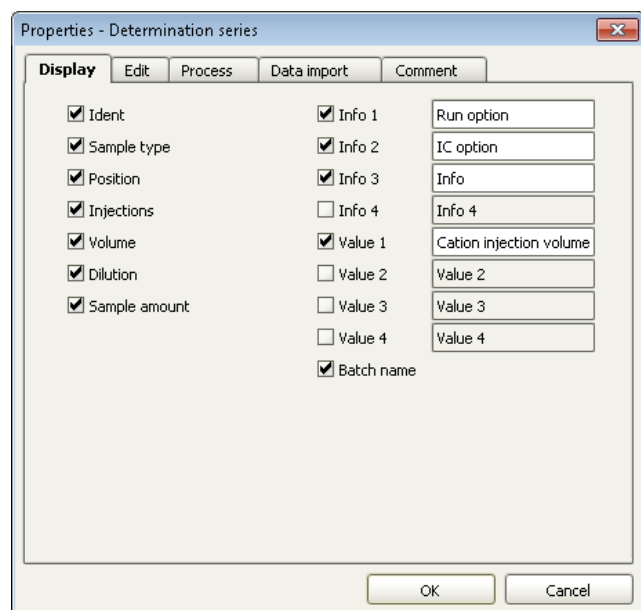 Properties - Determination series
Display Edit Process Data import Comment
Ident Info 1 Run option
Sample type Info 2 IC option
Position Info 3 Info
Injections Info 4 Info 4
Volume Value 1 Cation injection volume
Dilution Value 2 Value 2
Sample amount Value 3 Value 3
Value 4 Value 4
Batch name
OK Cancel